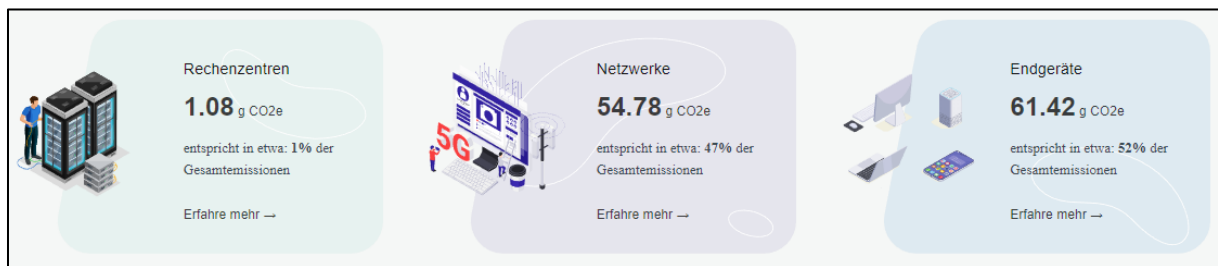 Rechenzentren
1.08 g CO2e
entspricht in etwa: 1% der
Gesamtemissionen
Erfahre mehr →
5G
Netzwerke
54.78 g CO2e
entspricht in etwa: 47% der
Gesamtemissionen
Erfahre mehr →
Endgeräte
61.42 g CO2e
entspricht in etwa: 52% der
Gesamtemissionen
Erfahre mehr →